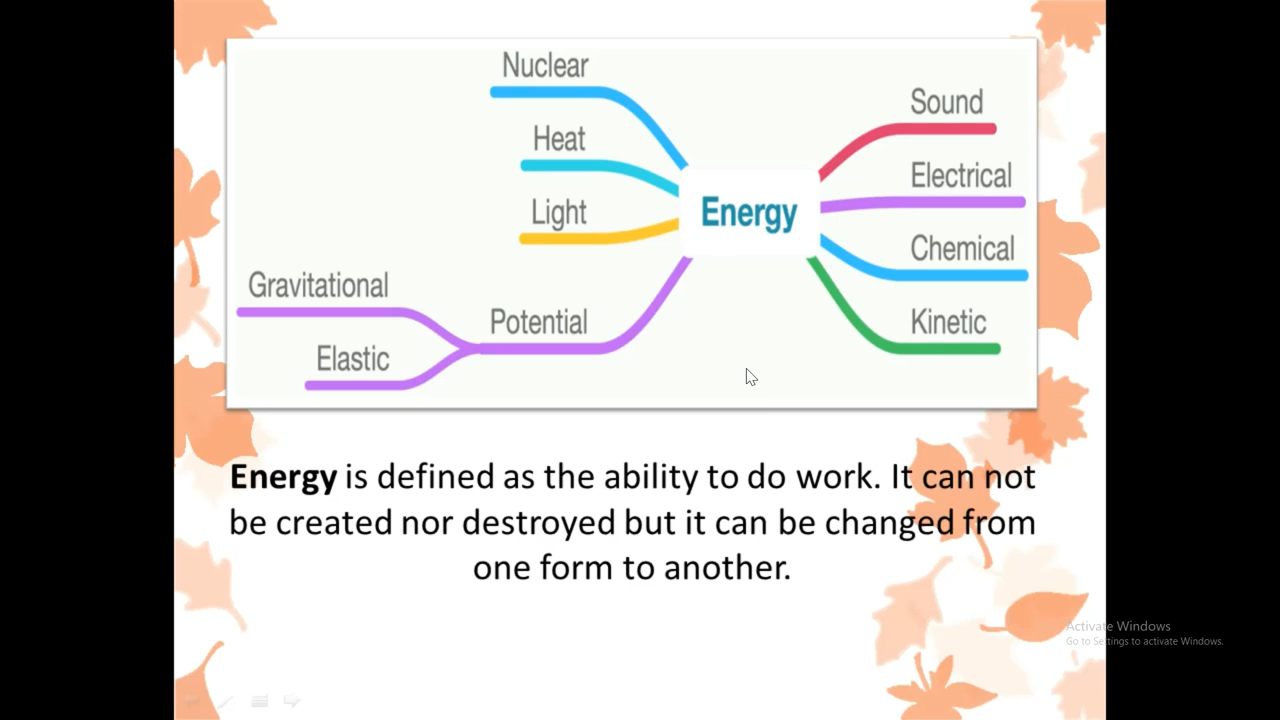 Nuclear
Sound
Heat
Electrical
Light
Energy
Chemical
Gravitational
Potential
Kinetic
Elastic
Energy is defined as the ability to do work. It can not
be created nor destroyed but it can be changed from
one form to another.
Activate Windows
Go to Settings to activate Windows.